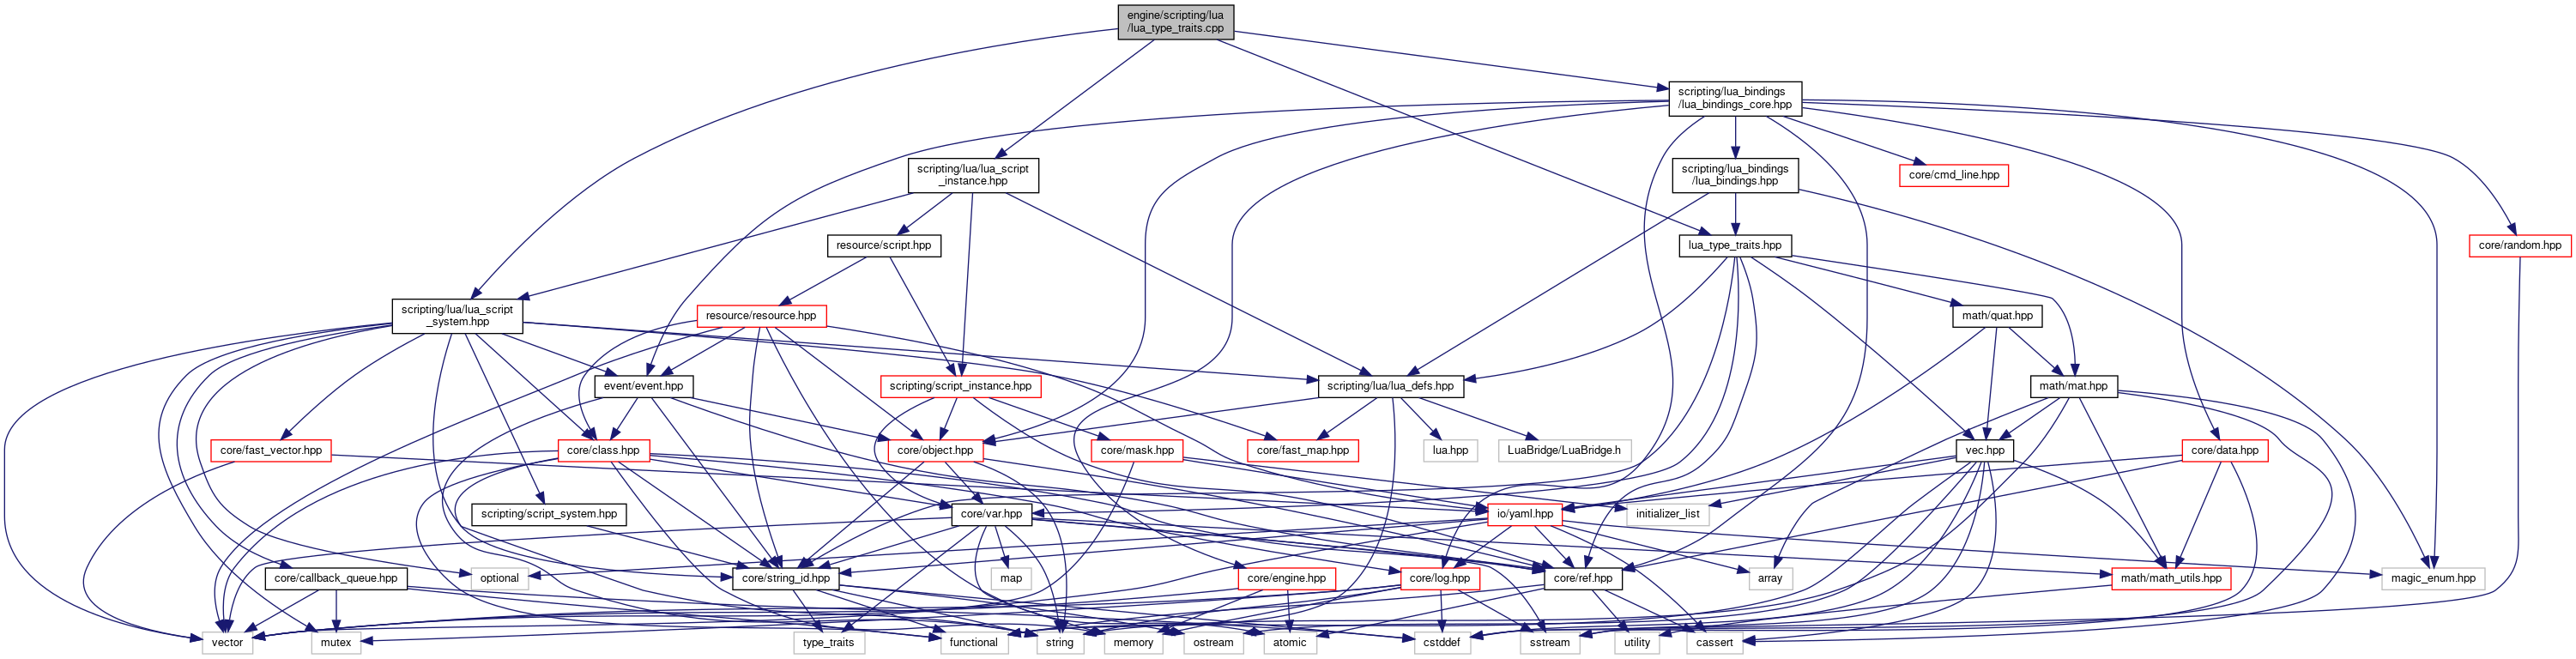 engine/scripting/lua
/lua_type_traits.cpp
scripting/lua_bindings
/lua_bindings_core.hpp
scripting/lua/lua_script
_instance.hpp
scripting/lua_bindings
/lua_bindings.hpp
core/cmd_line.hpp
resource/script.hpp
lua_type_traits.hpp
core/random.hpp
scripting/lua/lua_script
_system.hpp
resource/resource.hpp
math/quat.hpp
event/event.hpp
scripting/script_instance.hpp
scripting/lua/lua_defs.hpp
math/mat.hpp
core/fast_vector.hpp
core/class.hpp
core/object.hpp
core/mask.hpp
core/fast_map.hpp
lua.hpp
LuaBridge/LuaBridge.h
vec.hpp
core/data.hpp
scripting/script_system.hpp
core/var.hpp
io/yaml.hpp
initializer_list
core/callback_queue.hpp
optional
core/string_id.hpp
map
core/engine.hpp
core/log.hpp
core/ref.hpp
array
math/math_utils.hpp
magic_enum.hpp
vector
mutex
type_traits
functional
string
memory
ostream
atomic
cstddef
sstream
utility
cassert